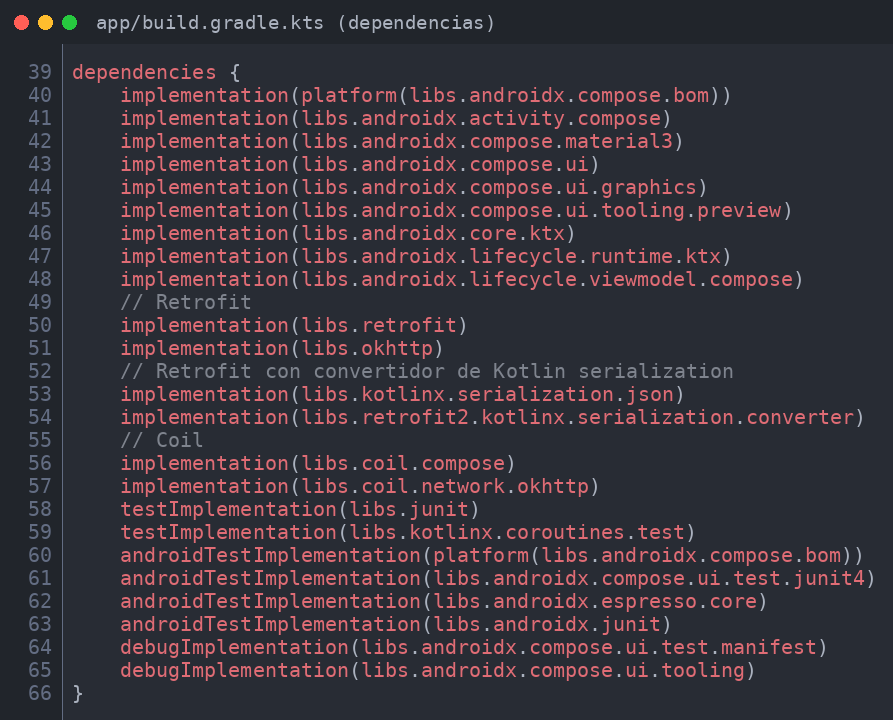 app/build.gradle.kts (dependencias)
39 dependencies {
40     implementation(platform(libs.androidx.compose.bom))
41     implementation(libs.androidx.activity.compose)
42     implementation(libs.androidx.compose.material3)
43     implementation(libs.androidx.compose.ui)
44     implementation(libs.androidx.compose.ui.graphics)
45     implementation(libs.androidx.compose.ui.tooling.preview)
46     implementation(libs.androidx.core.ktx)
47     implementation(libs.androidx.lifecycle.runtime.ktx)
48     implementation(libs.androidx.lifecycle.viewmodel.compose)
49     // Retrofit
50     implementation(libs.retrofit)
51     implementation(libs.okhttp)
52     // Retrofit con convertidor de Kotlin serialization
53     implementation(libs.kotlinx.serialization.json)
54     implementation(libs.retrofit2.kotlinx.serialization.converter)
55     // Coil
56     implementation(libs.coil.compose)
57     implementation(libs.coil.network.okhttp)
58     testImplementation(libs.junit)
59     testImplementation(libs.kotlinx.coroutines.test)
60     androidTestImplementation(platform(libs.androidx.compose.bom))
61     androidTestImplementation(libs.androidx.compose.ui.test.junit4)
62     androidTestImplementation(libs.androidx.espresso.core)
63     androidTestImplementation(libs.androidx.junit)
64     debugImplementation(libs.androidx.compose.ui.test.manifest)
65     debugImplementation(libs.androidx.compose.ui.tooling)
66 }